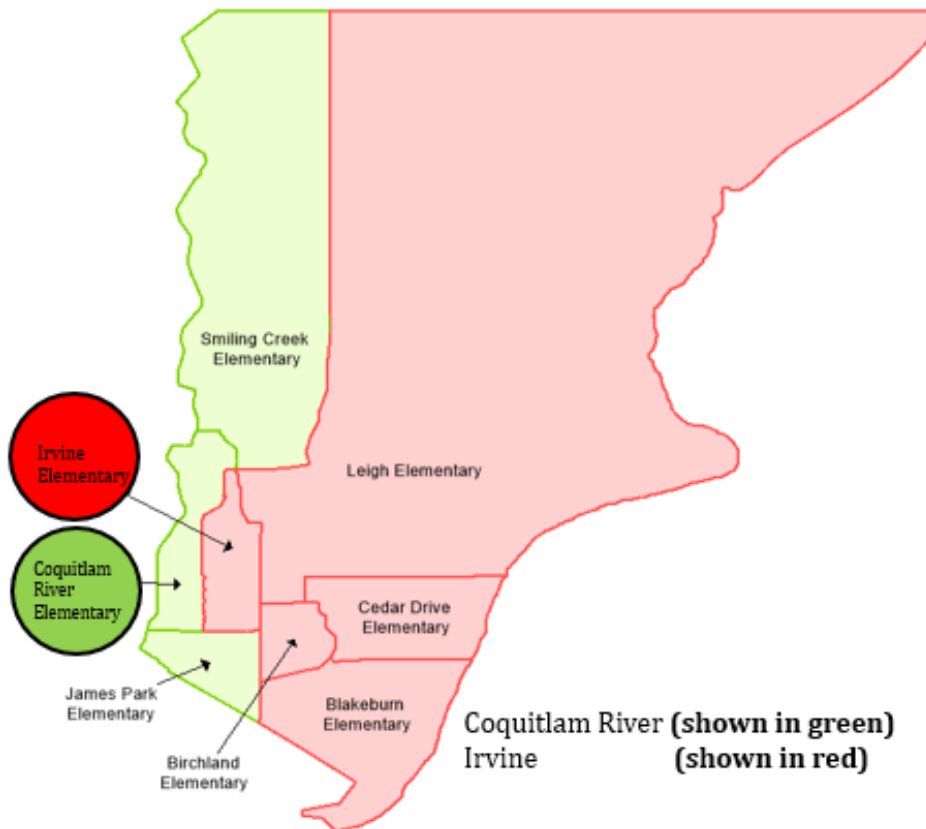 Smiling Creek
Elementary
Irvine
Elementary
Leigh Elementary
Coquitlam
River
Elementary
Cedar Drive
Elementary
James Park
Elementary
Blakeburn
Elementary
Birchland
Elementary
Coquitlam River (shown in green)
Irvine (shown in red)